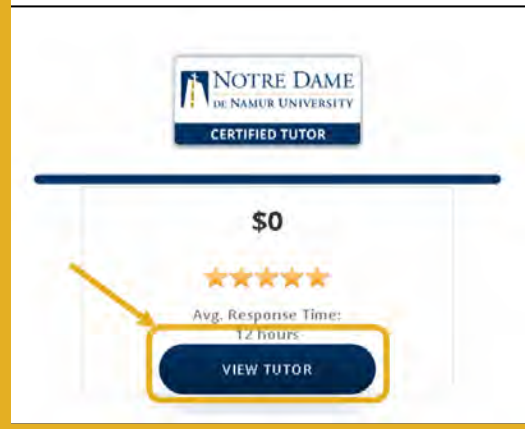 NOTRE DAME
DE NAMUR UNIVERSITY
CERTIFIED TUTOR
$0
Avg. Response Time:
12 hours
VIEW TUTOR